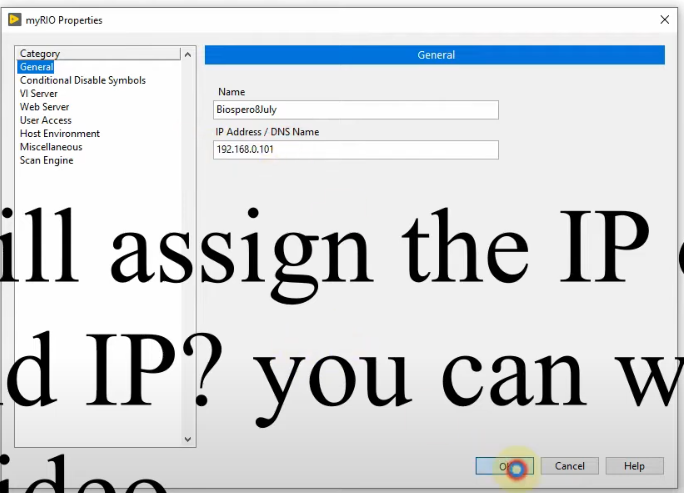 myRIO Properties
Category
General
Conditional Disable Symbols
VI Server
Web Server
User Access
Host Environment
Miscellaneous
Scan Engine
General
Name
Biospero8July
IP Address / DNS Name
192.168.0.101
ill assign the IP
d IP? you can w
ideo
OK
Cancel
Help